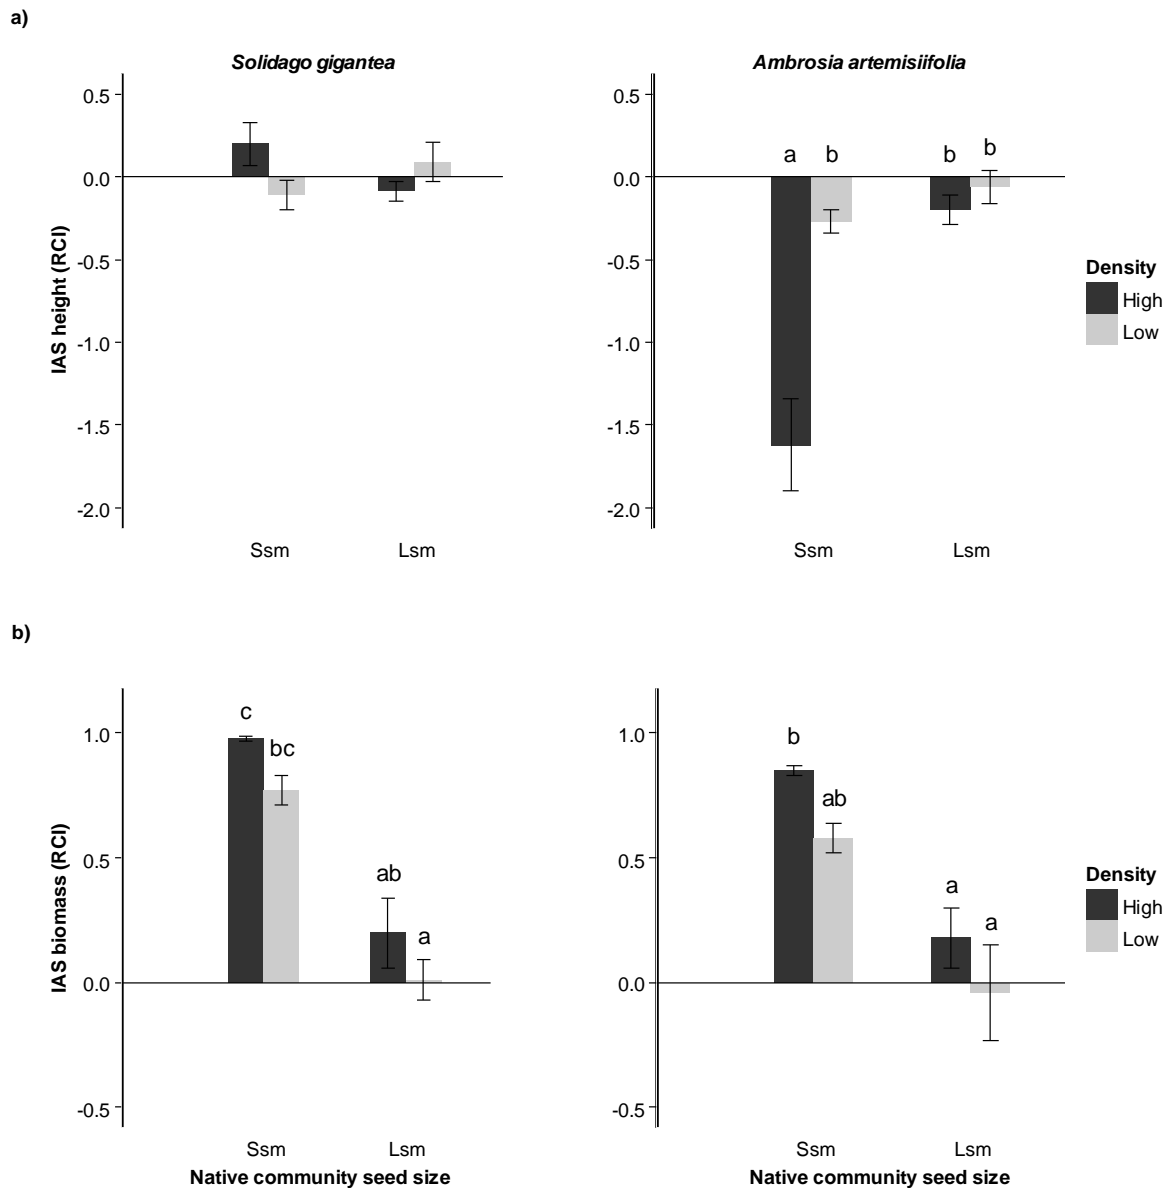 a)
Solidago gigantea
Ambrosia artemisiifolia
IAS height (RCI)
0.5
0.0
-0.5
-1.0
-1.5
-2.0
Ssm
Lsm
0.5
0.0
-0.5
-1.0
-1.5
-2.0
a
b
b
b
Ssm
Lsm
Density
High
Low
b)
IAS biomass (RCI)
1.0
0.5
0.0
-0.5
c
bc
ab
a
Ssm
Lsm
Native community seed size
1.0
0.5
0.0
-0.5
b
ab
a
a
Ssm
Lsm
Native community seed size
Density
High
Low